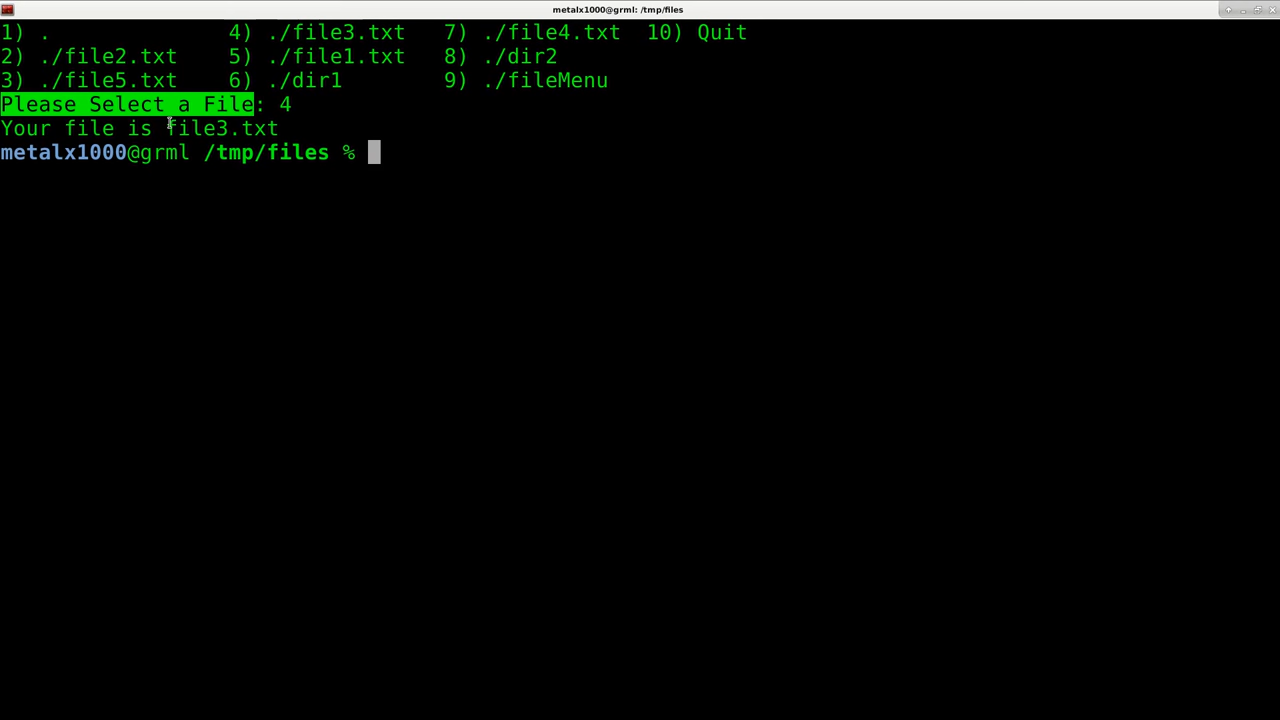 metalx1000@grml: /tmp/files
1) .              4) ./file3.txt   7) ./file4.txt  10) Quit
2) ./file2.txt    5) ./file1.txt   8) ./dir2
3) ./file5.txt    6) ./dir1        9) ./fileMenu
Please Select a File: 4
Your file is file3.txt
metalx1000@grml /tmp/files %